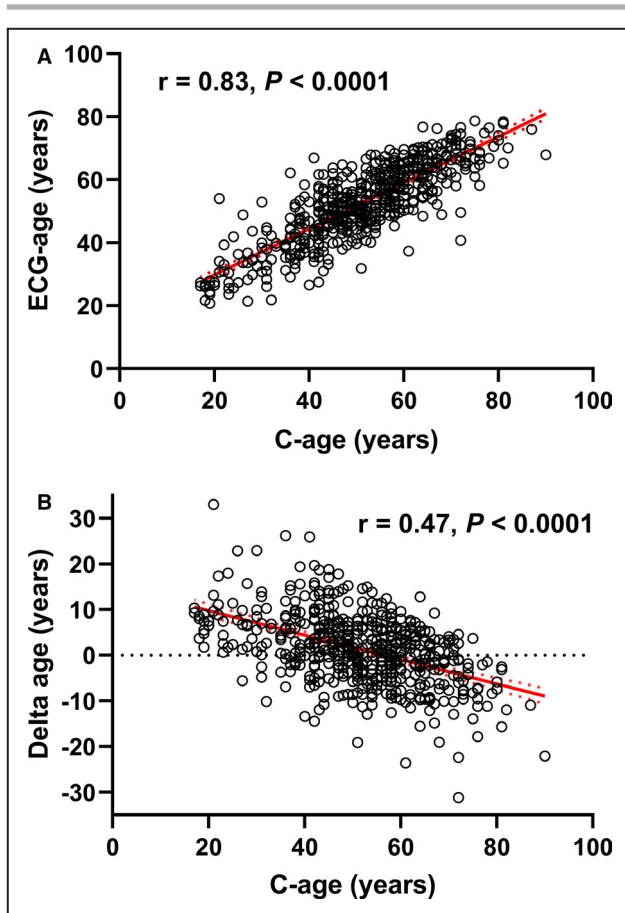 A
r = 0.83, P < 0.0001
ECG-age (years)
100
80
60
40
20
0
0 20 40 60 80 100
C-age (years)
B
r = 0.47, P < 0.0001
Delta age (years)
30
20
10
0
-10
-20
-30
0 20 40 60 80 100
C-age (years)